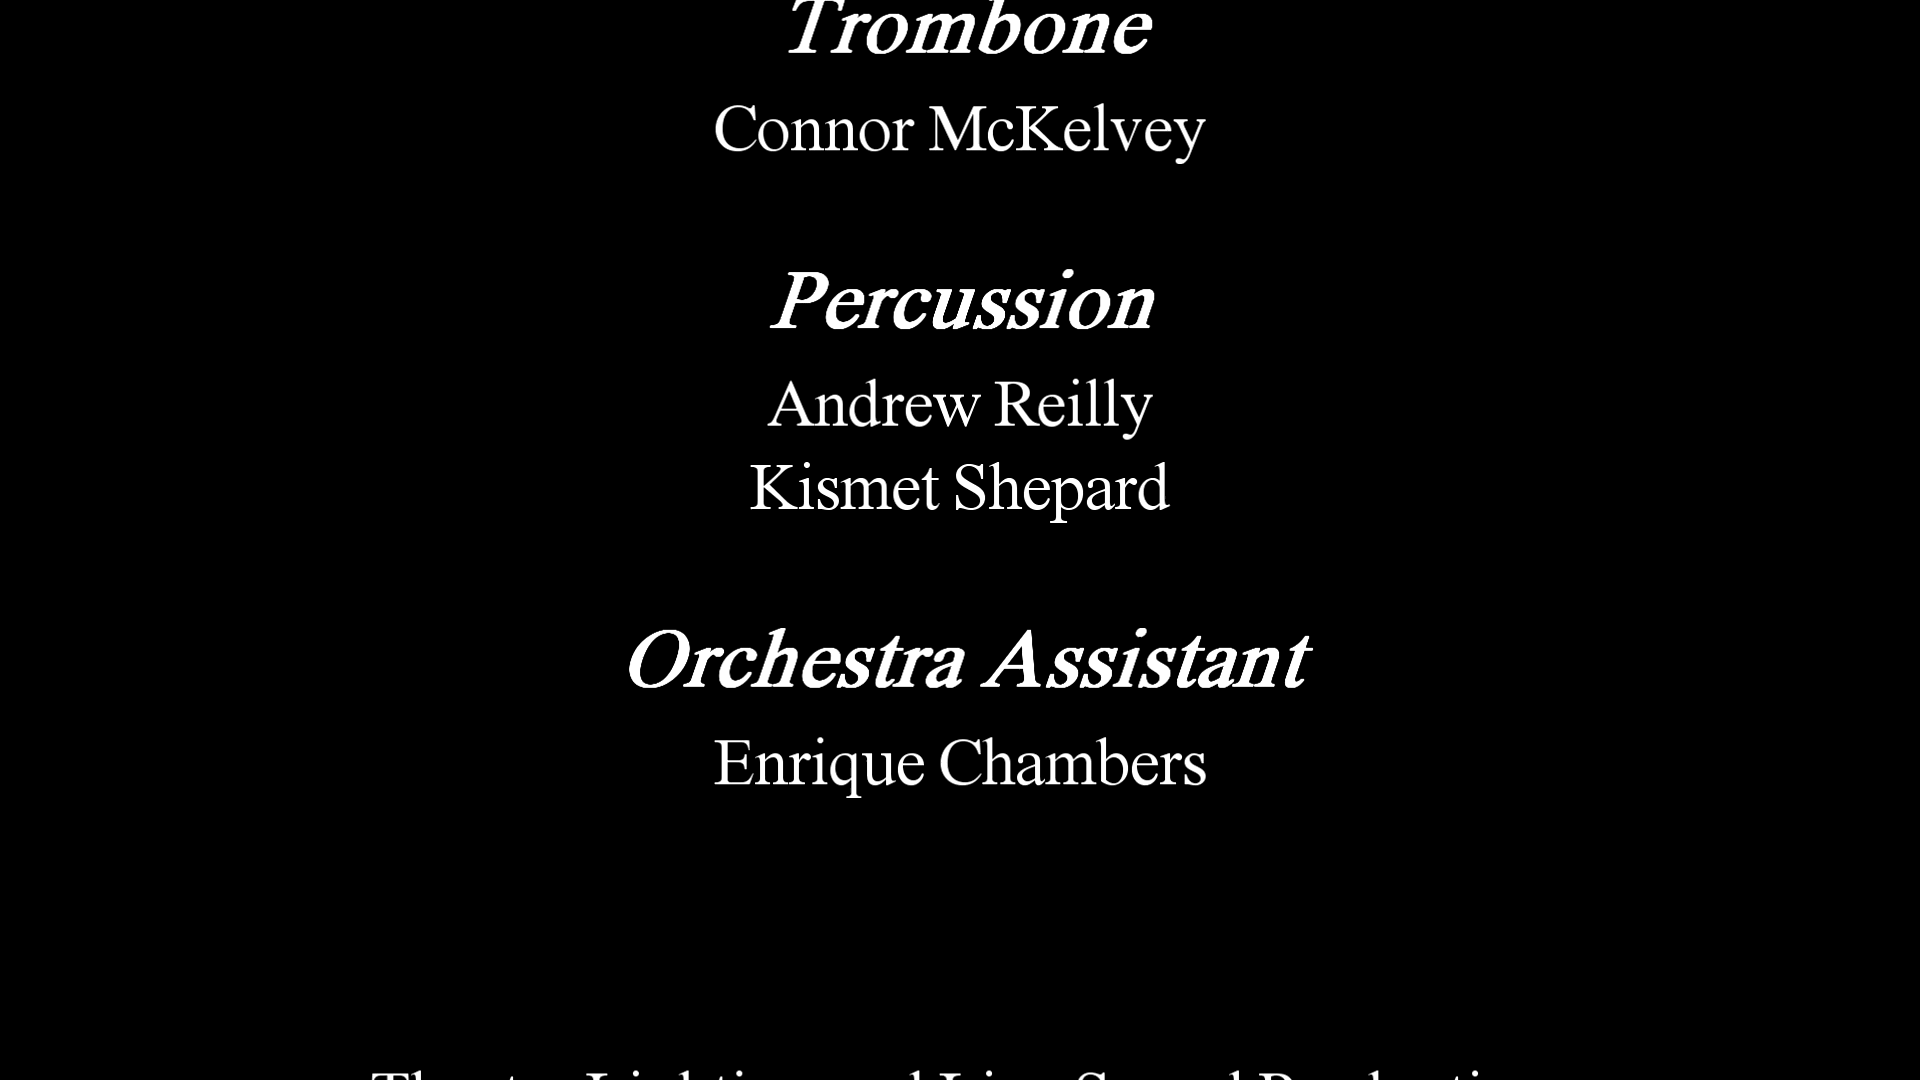 Trombone
Connor McKelvey
Percussion
Andrew Reilly
Kismet Shepard
Orchestra Assistant
Enrique Chambers